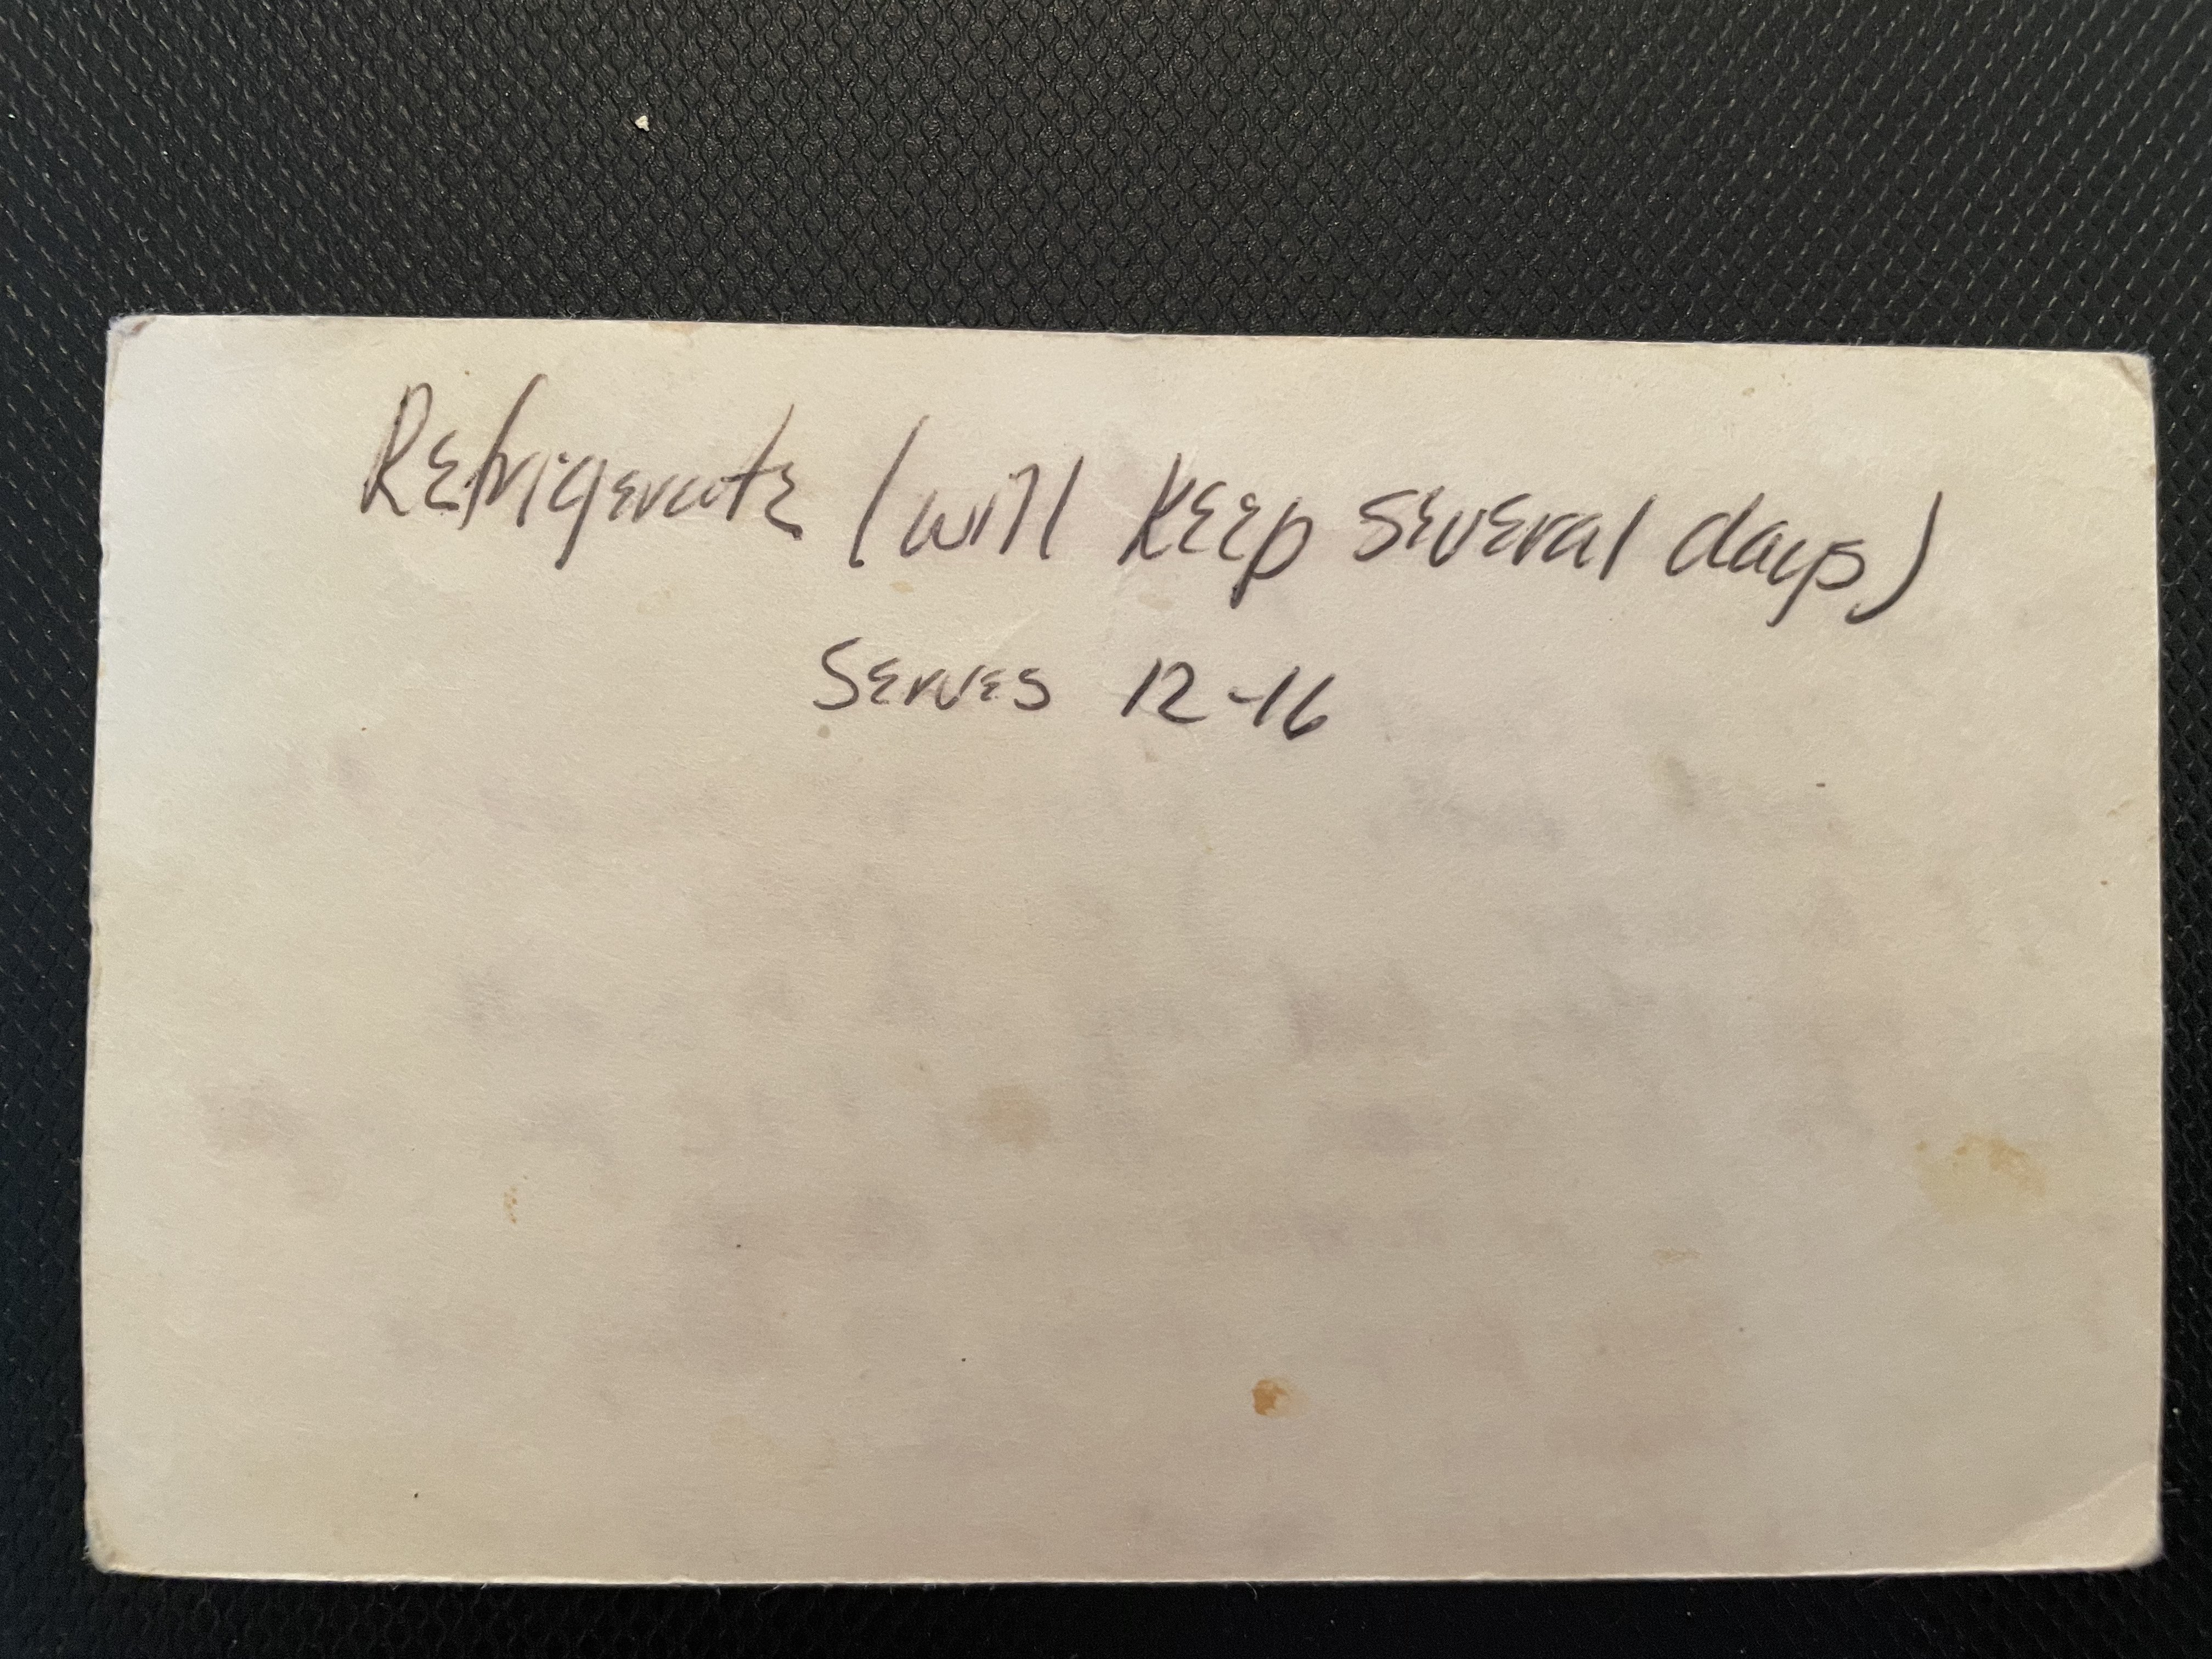 Refrigerate (will keep several days)
Serves 12-16